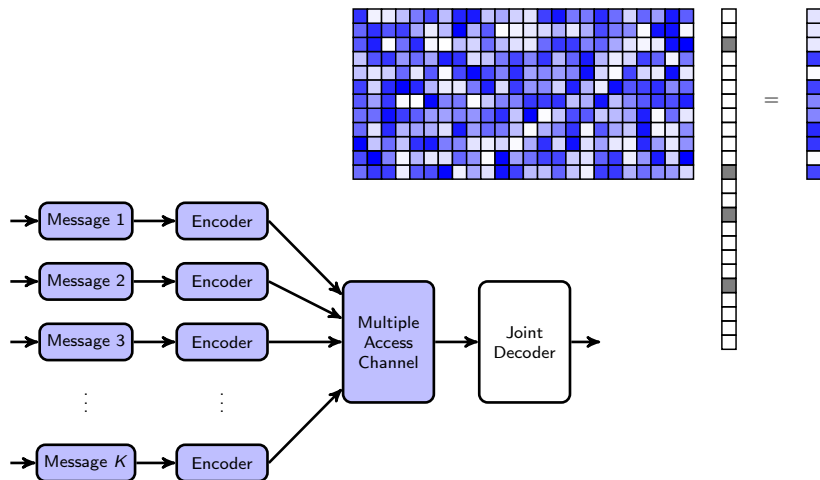 =
Message 1
Encoder
Message 2
Encoder
Message 3
Encoder
Multiple
Access
Channel
Joint
Decoder
⋮
⋮
Message K
Encoder